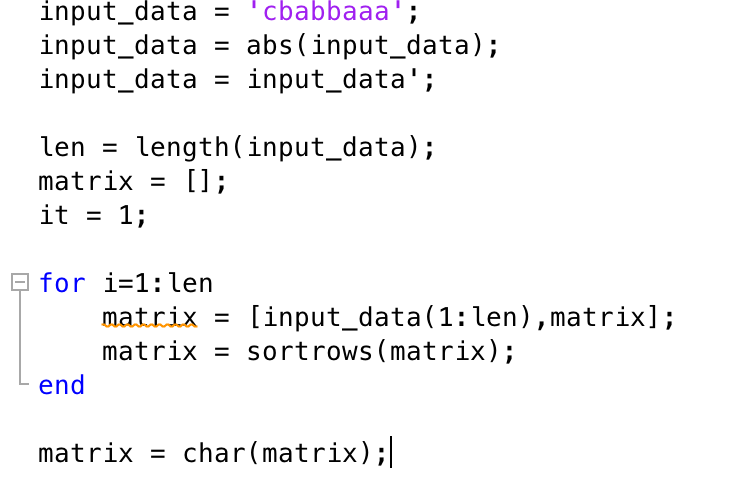 input_data = 'cbabbaaa';
input_data = abs(input_data);
input_data = input_data';
len = length(input_data);
matrix = [];
it = 1;
for i=1:len
matrix = [input_data(1:len),matrix];
matrix = sortrows(matrix);
end
matrix = char(matrix);